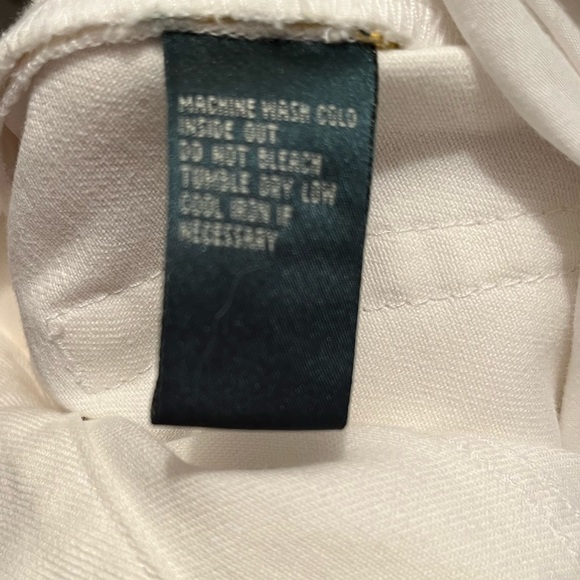 MACHINE WASH COLD
INSIDE OUT
DO NOT BLEACH
TUMBLE DRY LOW
COOL IRON IF
NECESSARY